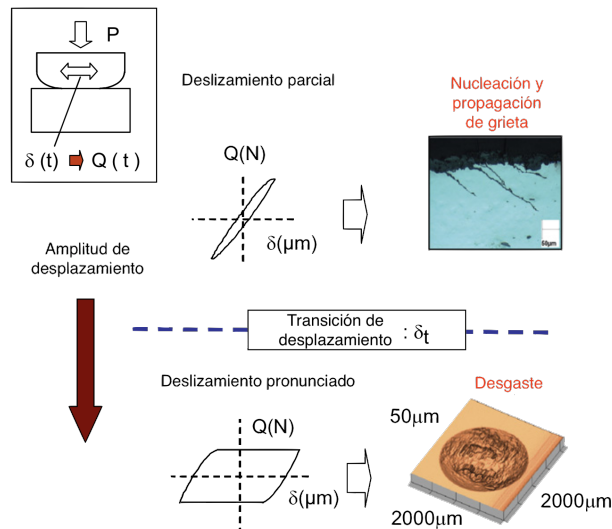 P
δ(t) Q(t)
Deslizamiento parcial
Nucleación y
propagación
de grieta
Q(N)
δ(μm)
60μm
Amplitud de
desplazamiento
Transición de
desplazamiento : δt
Deslizamiento pronunciado
Desgaste
Q(N)
δ(μm)
50μm
2000μm
2000μm